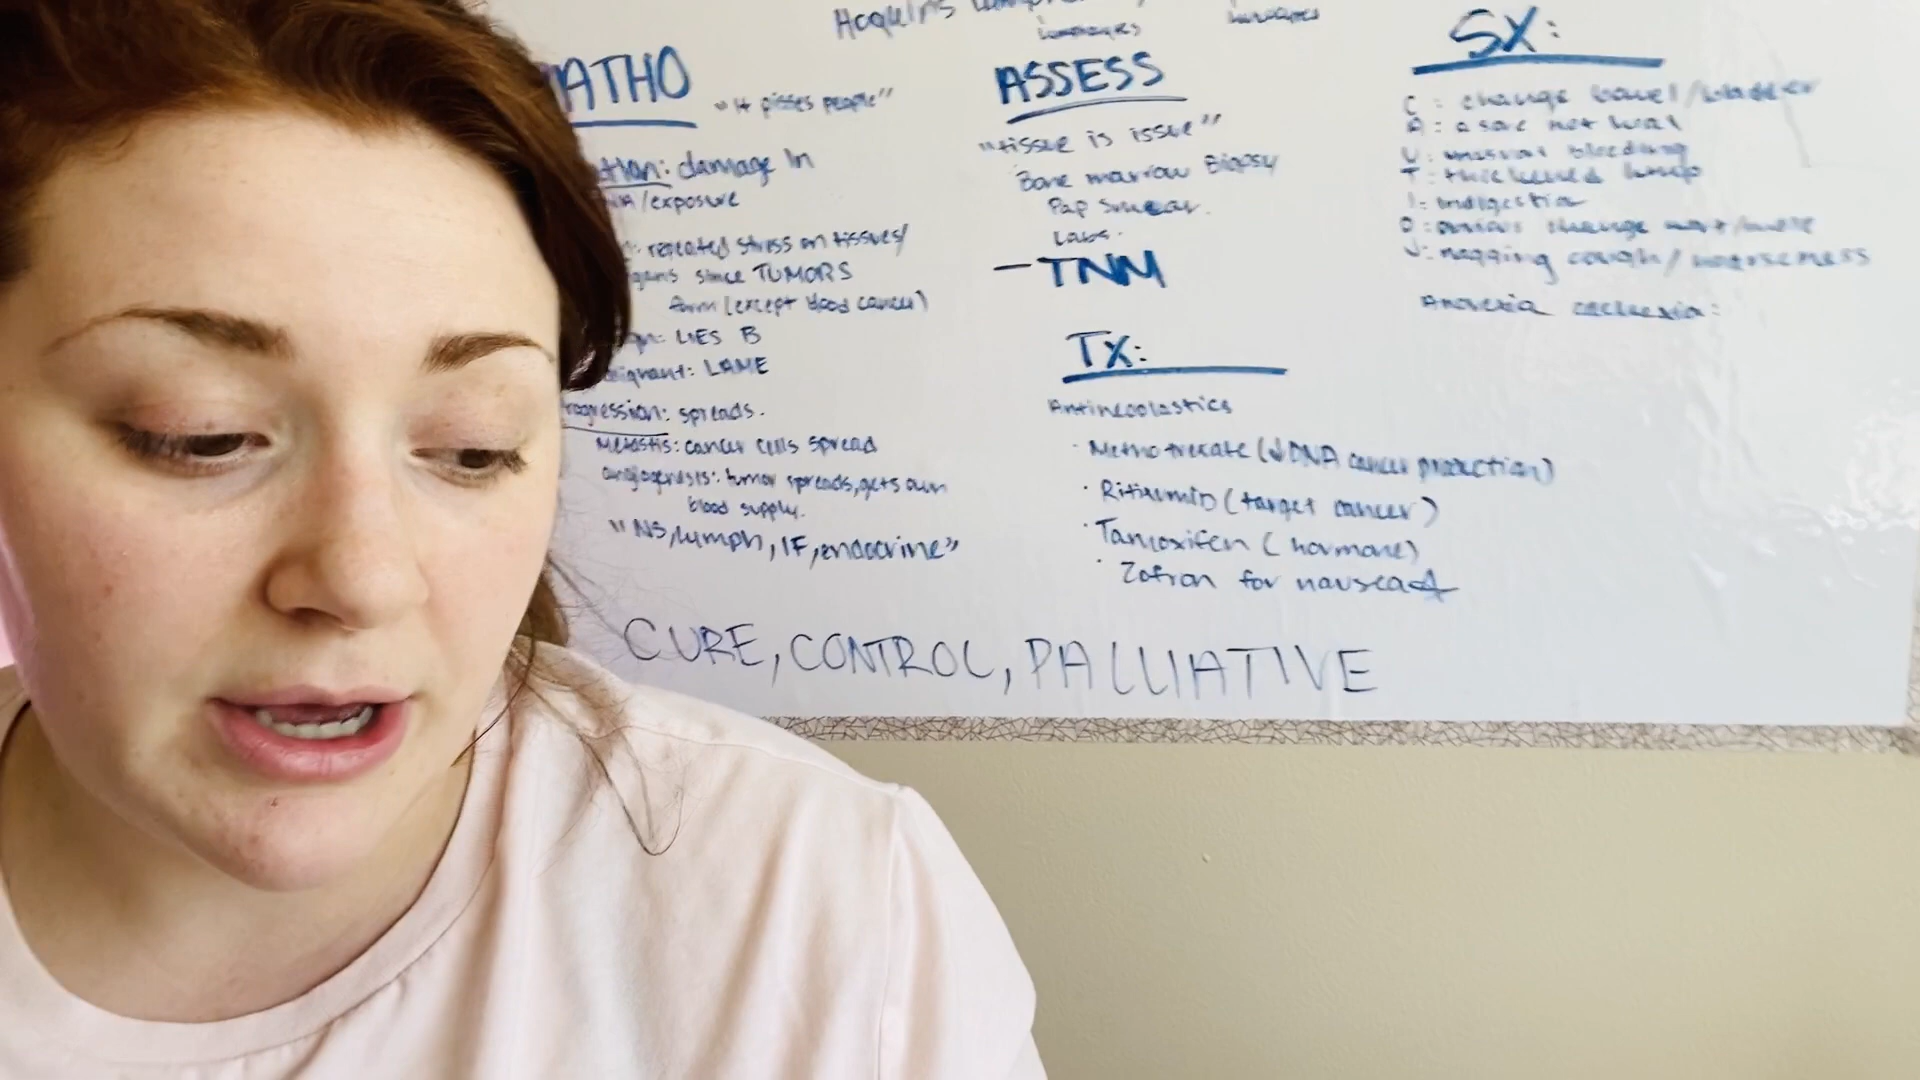 PATHO
"It pisses people"
damage in
/exposure
repeated stress on tissues/
since TUMORS
form (except blood cancer)
LIES B
LAME
spreads.
Metastis: cancer cells spread
angiogenesis: tumor spreads, gets own
blood supply.
"NS, lymph, IF, endocrine"
ASSESS
"tissue is issue"
Bone marrow Biopsy
Pap Smear.
Labs.
- TNM
Tx:
Antineoolastics
· Methotrexate (↓DNA cancer production)
(target cancer)
· Tamoxifen (hormone)
· Zofran for nausea
SX:
C: change bowel/bladder
A: a sore not heal
U: unusual bleeding
T: thickened lump
I: indigestion
O: obvious change wart/mole
nagging cough/hoarseness
Anorexia cachexia:
CURE, CONTROL, PALLIATIVE